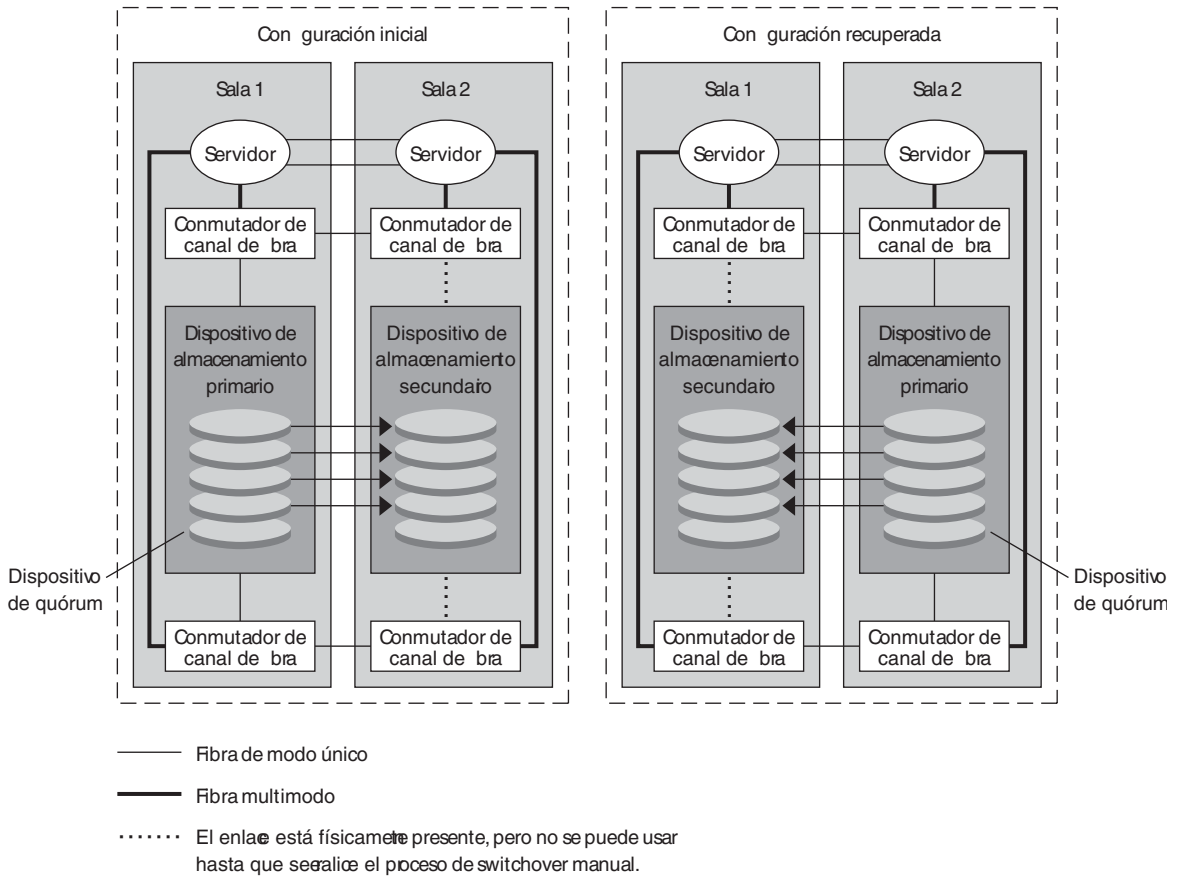 Con guración inicial
Sala 1
Sala 2
Servidor
Servidor
Conmutador de
canal de bra
Conmutador de
canal de bra
Dispositivo de
almacenamiento
primario
Dispositivo de
almacenamiento
secundaro
Dispositivo
de quórum
Conmutador de
canal de bra
Conmutador de
canal de bra
Con guración recuperada
Sala 1
Sala 2
Servidor
Servidor
Conmutador de
canal de bra
Conmutador de
canal de bra
Dispositivo de
almacenamiento
secundaro
Dispositivo de
almacenamiento
primario
Dispositivo
de quórum
Conmutador de
canal de bra
Conmutador de
canal de bra
Fibra de modo único
Fibra multimodo
El enlace está físicamente presente, pero no se puede usar
hasta que se realice el proceso de switchover manual.